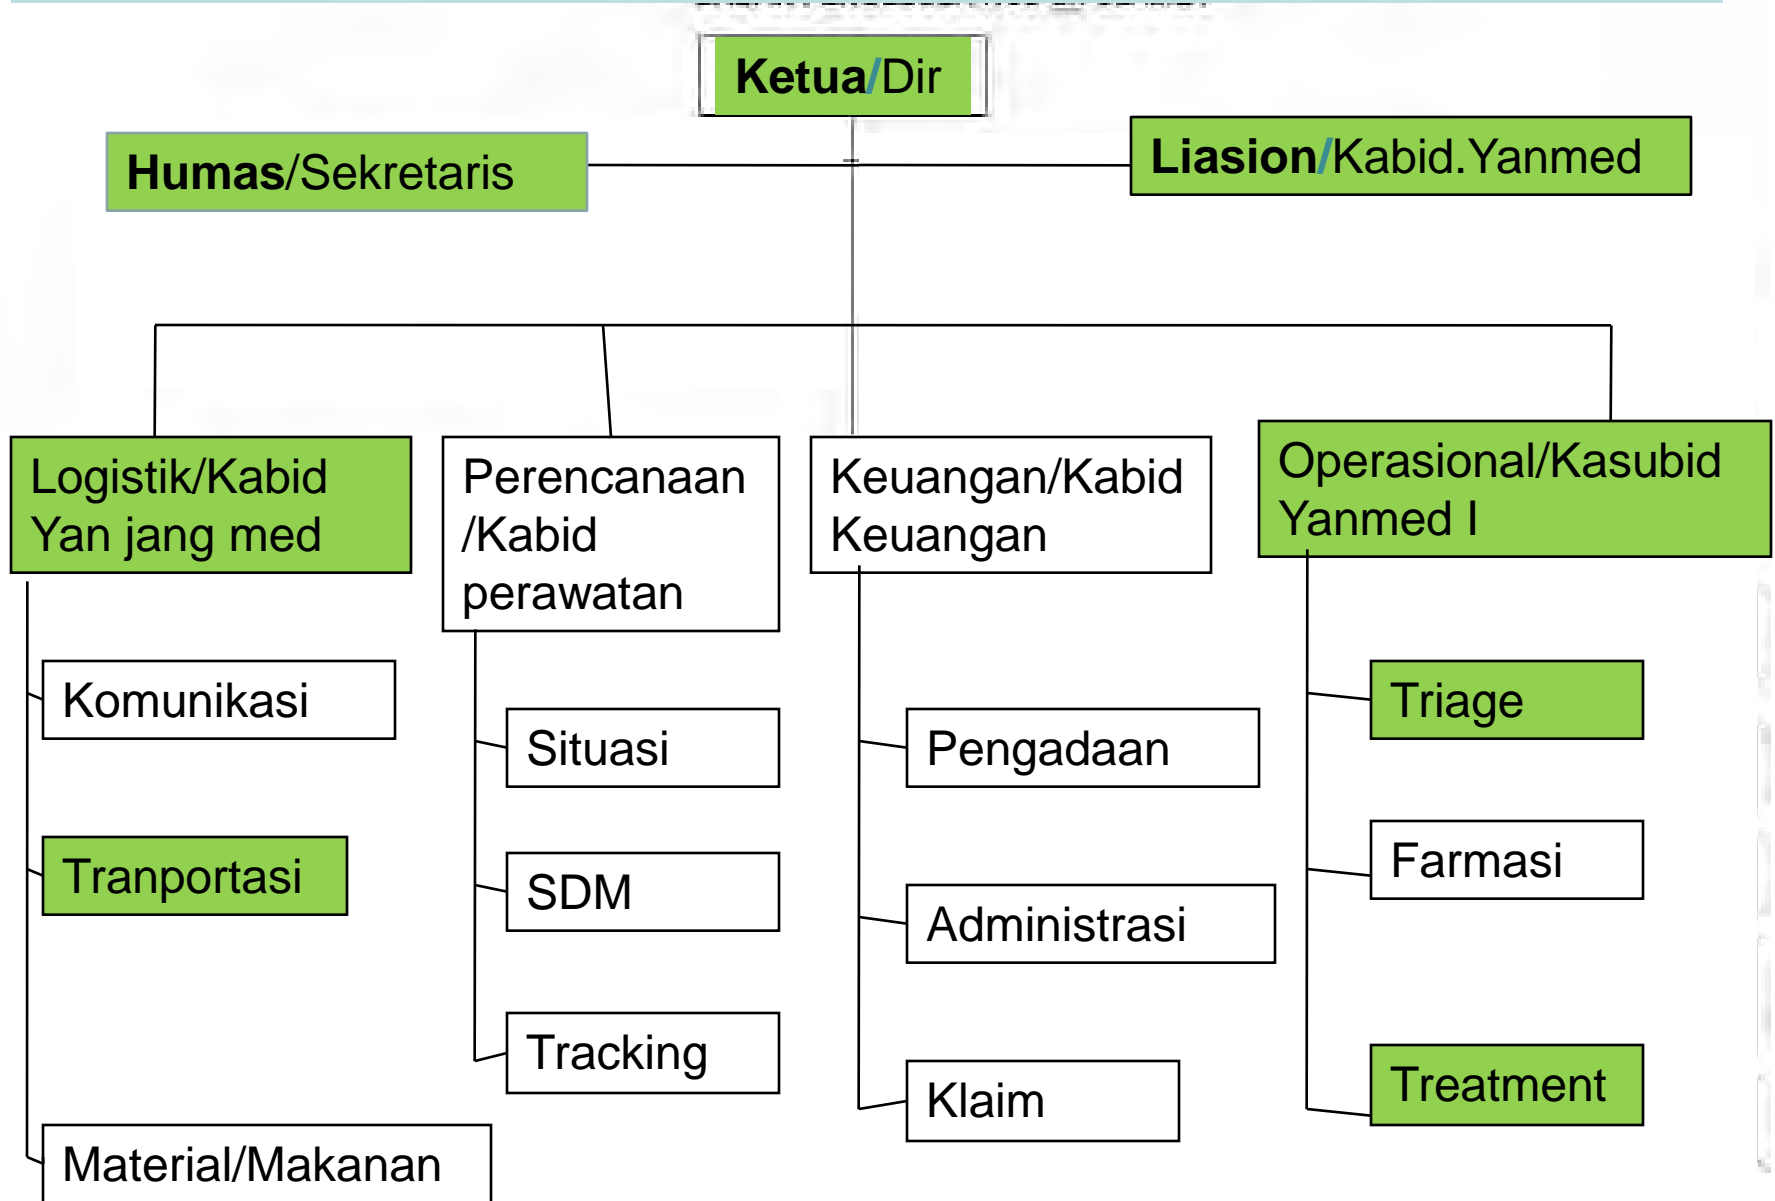 Ketua/Dir
Humas/Sekretaris
Liasion/Kabid.Yanmed
Logistik/Kabid
Yan jang med
Perencanaan
/Kabid
perawatan
Keuangan/Kabid
Keuangan
Operasional/Kasubid
Yanmed I
Komunikasi
Tranportasi
Material/Makanan
Situasi
SDM
Tracking
Pengadaan
Administrasi
Klaim
Triage
Farmasi
Treatment